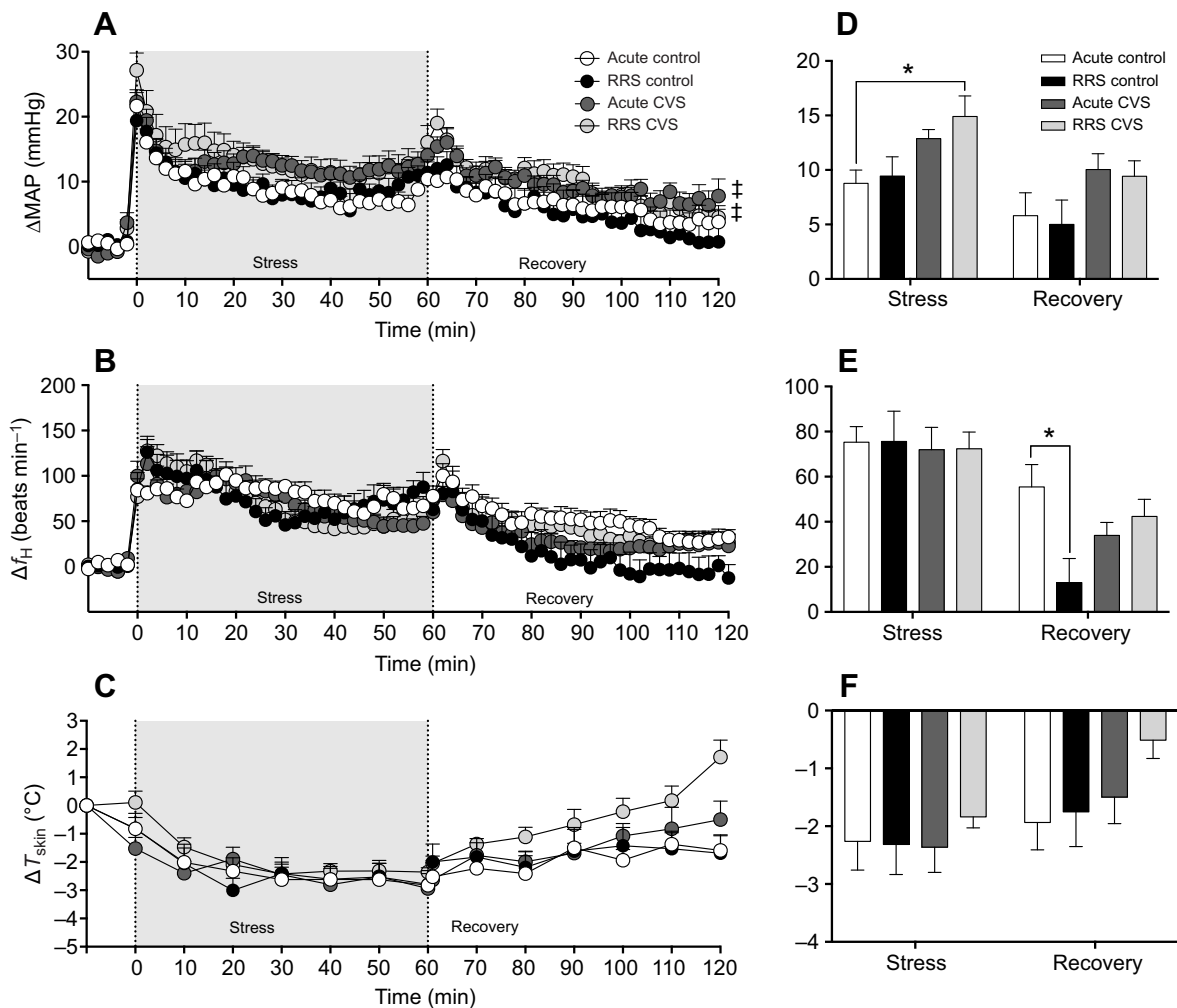 A
30
20
10
0
ΔMAP (mmHg)
Acute control
RRS control
Acute CVS
RRS CVS
‡
‡
Stress
Recovery
0 10 20 30 40 50 60 70 80 90 100 110 120
Time (min)
D
20
15
10
5
0
*
Acute control
RRS control
Acute CVS
RRS CVS
Stress Recovery
B
200
150
100
50
0
Δf_H (beats min⁻¹)
Stress
Recovery
0 10 20 30 40 50 60 70 80 90 100 110 120
Time (min)
E
100
80
60
40
20
0
*
Stress Recovery
C
3
2
1
0
–1
–2
–3
–4
–5
Δ T_skin (°C)
Stress
Recovery
0 10 20 30 40 50 60 70 80 90 100 110 120
Time (min)
F
0
–1
–2
–3
–4
Stress Recovery